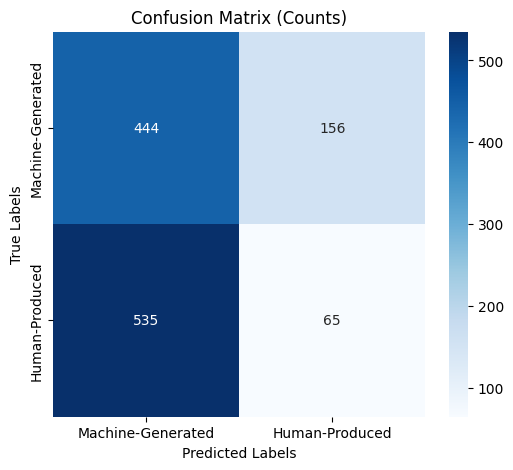 Confusion Matrix (Counts)
True Labels
Machine-Generated
Human-Produced
444
156
535
65
500
400
300
200
100
Machine-Generated
Human-Produced
Predicted Labels